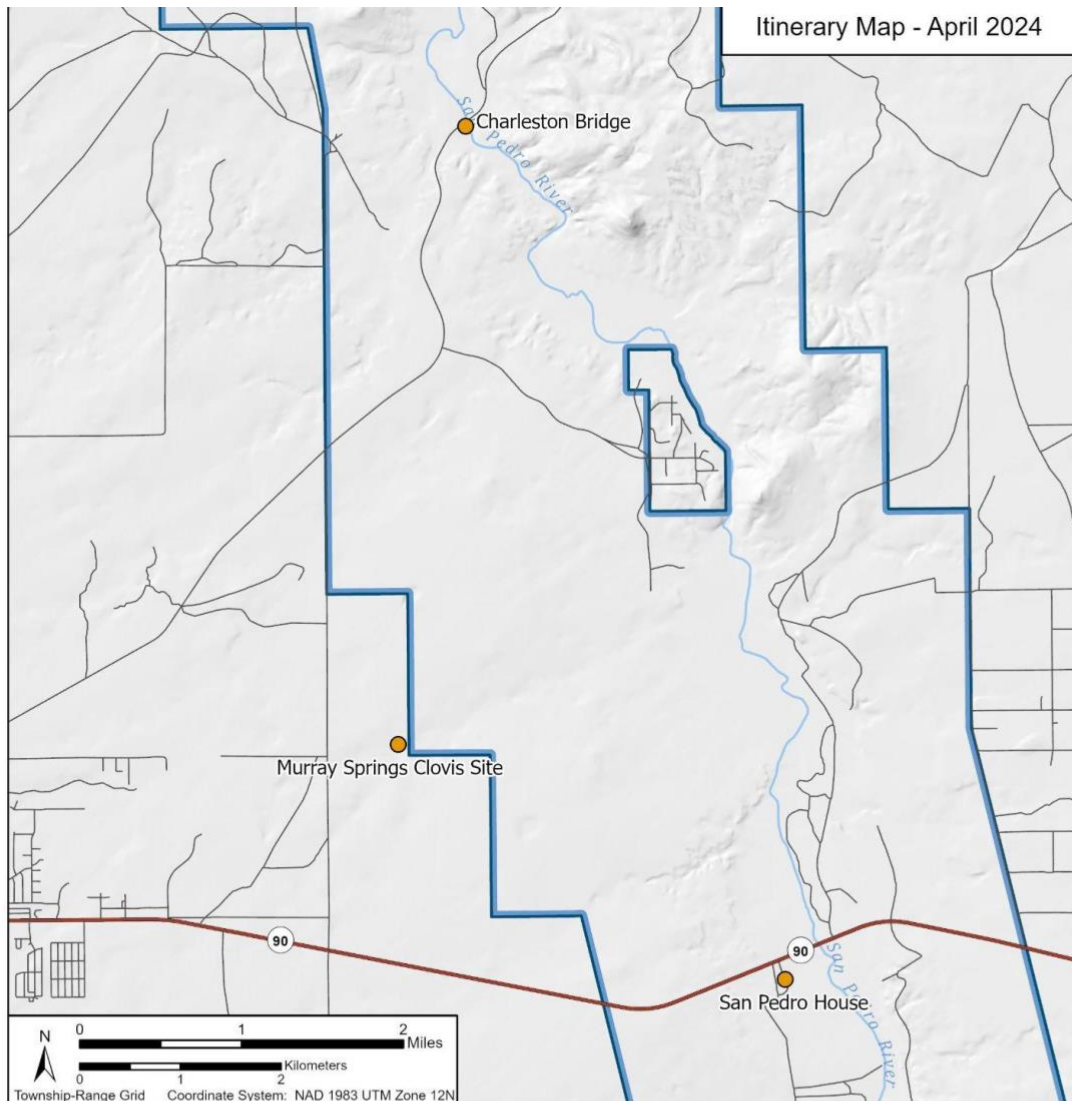 Itinerary Map - April 2024
San Pedro River
Charleston Bridge
Murray Springs Clovis Site
90
90
San Pedro River
San Pedro House
N
0 1 2
Miles
0 1 2
Kilometers
Township-Range Grid Coordinate System: NAD 1983 UTM Zone 12N